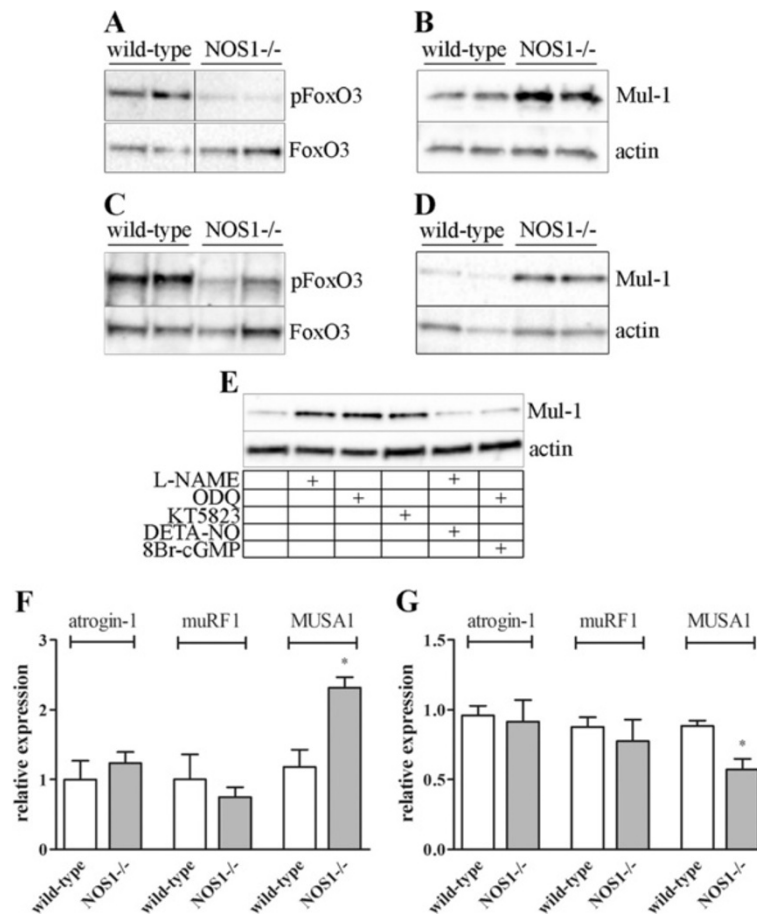 A
wild-type NOS1-/-
pFoxO3
FoxO3
B
wild-type NOS1-/-
Mul-1
actin
C
wild-type NOS1-/-
pFoxO3
FoxO3
D
wild-type NOS1-/-
Mul-1
actin
E
Mul-1
actin
L-NAME + +
ODQ + +
KT5823 +
DETA-NO +
8Br-cGMP +
F
atrogin-1 muRF1 MUSA1
relative expression
3
2
1
0
*
wild-type NOS1-/- wild-type NOS1-/- wild-type NOS1-/-
G
atrogin-1 muRF1 MUSA1
relative expression
1.5
1.0
0.5
0.0
*
wild-type NOS1-/- wild-type NOS1-/- wild-type NOS1-/-